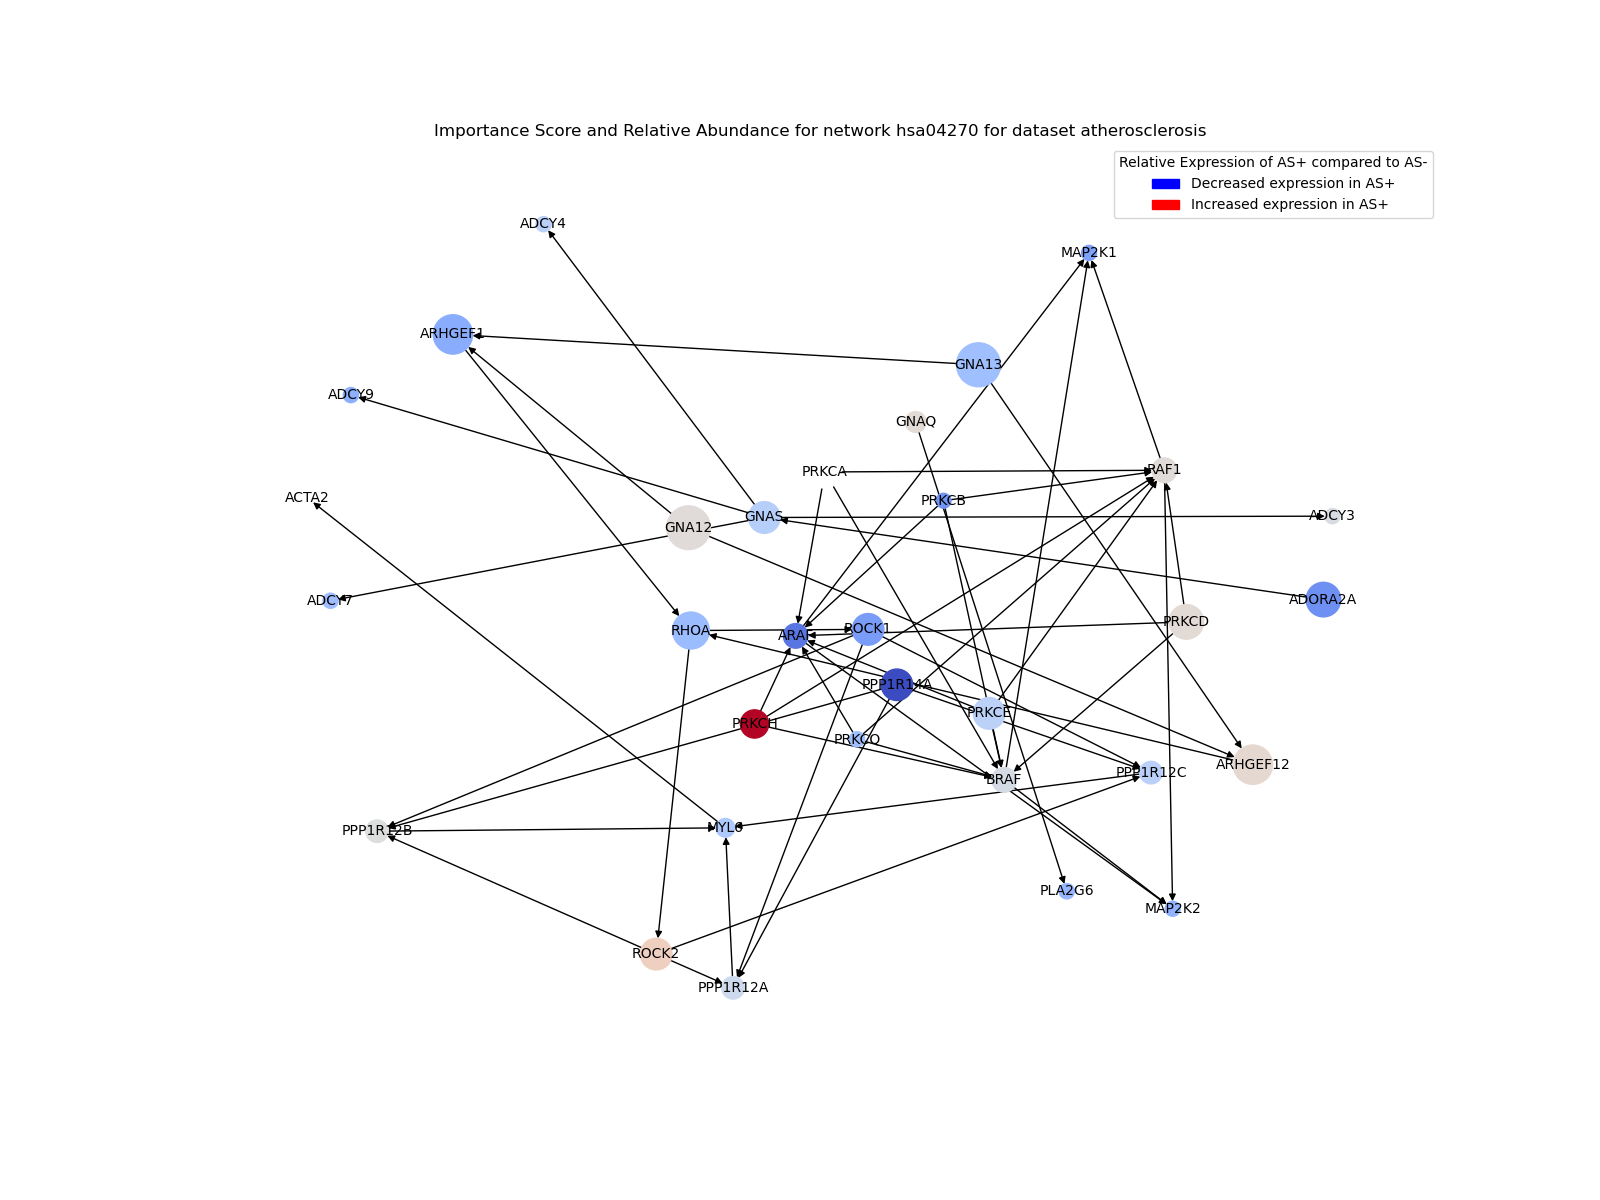 Importance Score and Relative Abundance for network hsa04270 for dataset atherosclerosis
Relative Expression of AS+ compared to AS-
Decreased expression in AS+
Increased expression in AS+
ADCY4
MAP2K1
ARHGEF1
GNA13
ADCY9
GNAQ
PRKCA
RAF1
ACTA2
PRKCB
GNAS
ADCY3
GNA12
ADCY7
ADORA2A
PRKCD
RHOA
ARAF
ROCK1
PPP1R14A
PRKCE
PRKCH
PRKCQ
ARHGEF12
PPP1R12C
BRAF
PPP1R12B
MYL6
PLA2G6
MAP2K2
ROCK2
PPP1R12A